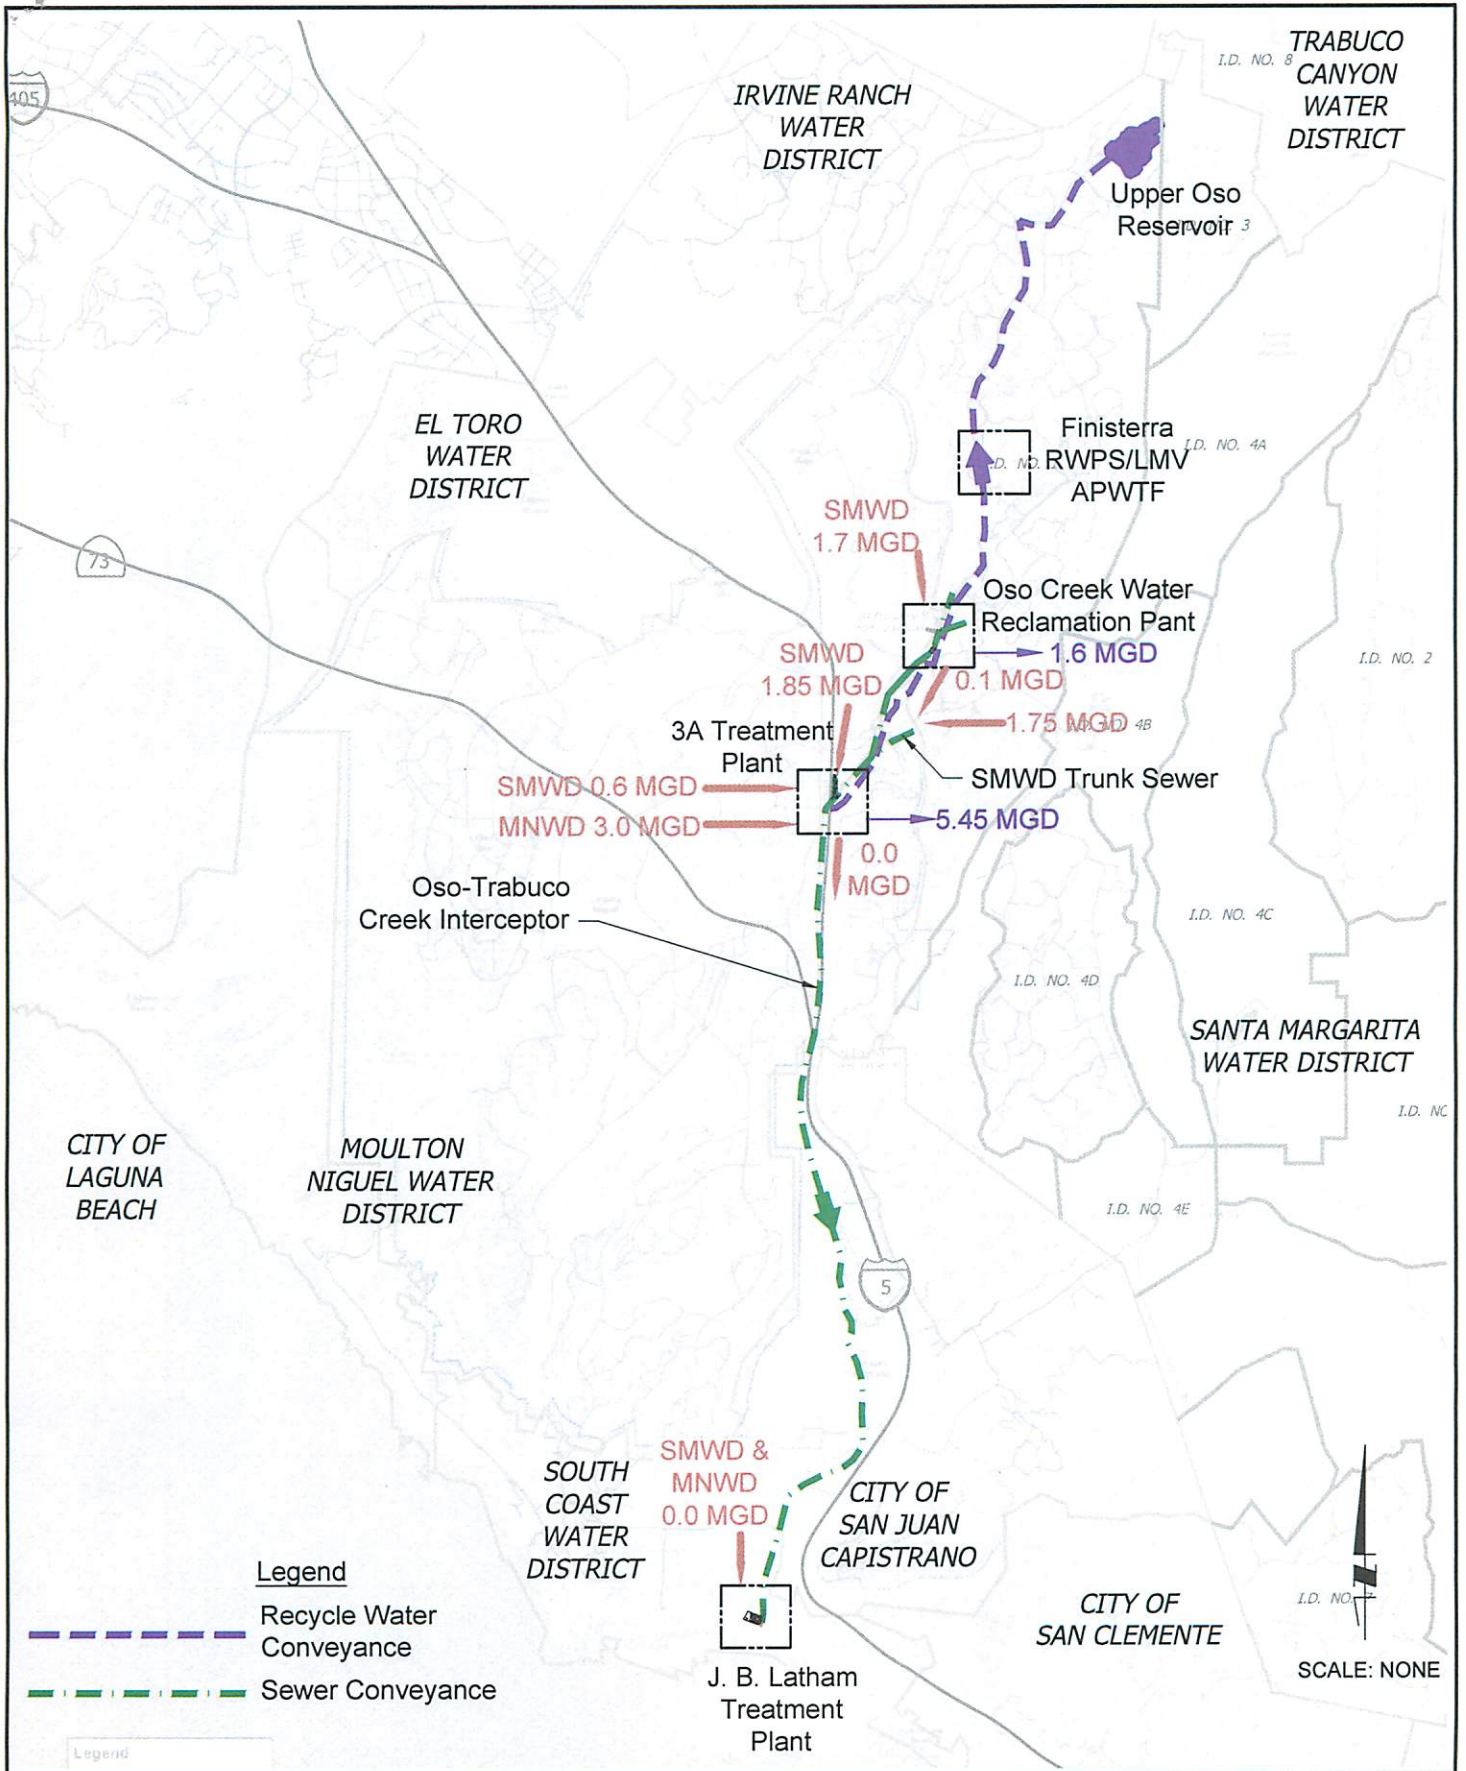 TRABUCO
CANYON
WATER
DISTRICT
I.D. NO. 8
405
IRVINE RANCH
WATER
DISTRICT
Upper Oso
Reservoir
3
EL TORO
WATER
DISTRICT
Finisterra
RWPS/LMV
APWTF
I.D. NO. 4A
D. NO.
SMWD
1.7 MGD
73
Oso Creek Water
Reclamation Pant
1.6 MGD
I.D. NO. 2
SMWD
1.85 MGD
0.1 MGD
1.75 MGD
4B
3A Treatment
Plant
SMWD Trunk Sewer
SMWD 0.6 MGD
MNWD 3.0 MGD
5.45 MGD
0.0
MGD
Oso-Trabuco
Creek Interceptor
I.D. NO. 4C
I.D. NO. 4D
SANTA MARGARITA
WATER DISTRICT
I.D. NO
CITY OF
LAGUNA
BEACH
MOULTON
NIGUEL WATER
DISTRICT
I.D. NO. 4E
5
SMWD &
MNWD
0.0 MGD
SOUTH
COAST
WATER
DISTRICT
CITY OF
SAN JUAN
CAPISTRANO
CITY OF
SAN CLEMENTE
I.D. NO.
SCALE: NONE
Legend
Recycle Water
Conveyance
Sewer Conveyance
J. B. Latham
Treatment
Plant
Legend